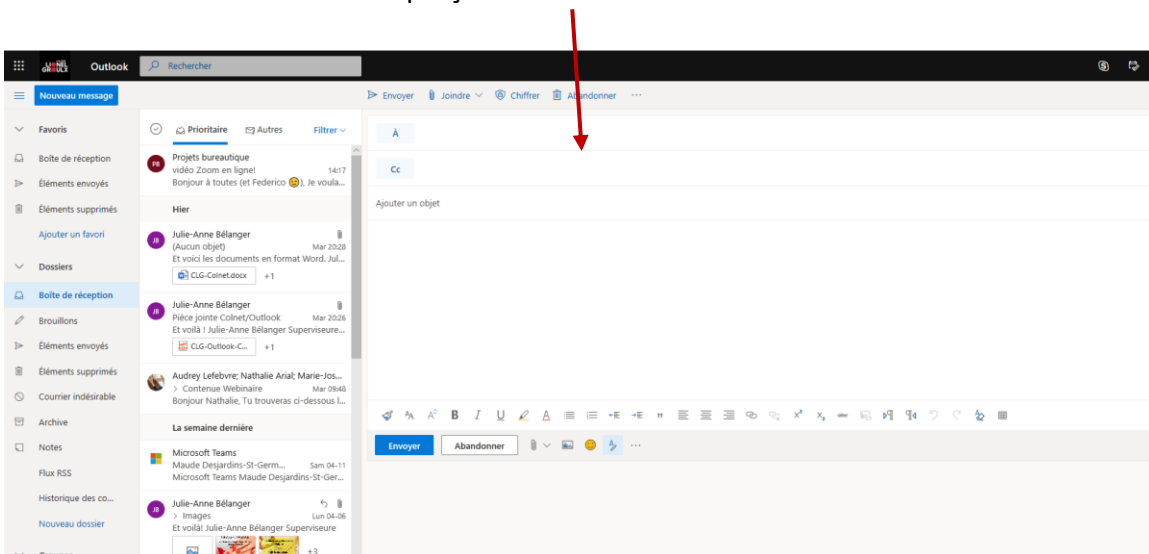 LIONEL GROULX Outlook Rechercher
Nouveau message Envoyer Joindre Chiffrer Abandonner ...
Favoris
Boîte de réception
Éléments envoyés
Éléments supprimés
Ajouter un favori
Dossiers
Boîte de réception
Brouillons
Éléments envoyés
Éléments supprimés
Courrier indésirable
Archive
Notes
Flux RSS
Historique des co...
Nouveau dossier
Prioritaire Autres Filtrer
PB Projets bureautique
vidéo Zoom en ligne! 14:17
Bonjour à toutes (et Federico 😉), Je voula...
Hier
JB Julie-Anne Bélanger
(Aucun objet) Mar 20:28
Et voici les documents en format Word. Jul...
CLG-Colnet.docx +1
JB Julie-Anne Bélanger
Pièce jointe Colnet/Outlook Mar 20:26
Et voilà ! Julie-Anne Bélanger Superviseure...
CLG-Outlook-C... +1
Audrey Lefebvre; Nathalie Arial; Marie-Jos...
> Contenue Webinaire Mar 09:48
Bonjour Nathalie, Tu trouveras ci-dessous l...
La semaine dernière
Microsoft Teams
Maude Desjardins-St-Germ... Sam 04-11
Microsoft Teams Maude Desjardins-St-Ger...
JB Julie-Anne Bélanger
> Images Lun 04-06
Et voilà! Julie-Anne Bélanger Superviseure
+3
À
Cc
Ajouter un objet
Envoyer Abandonner ...